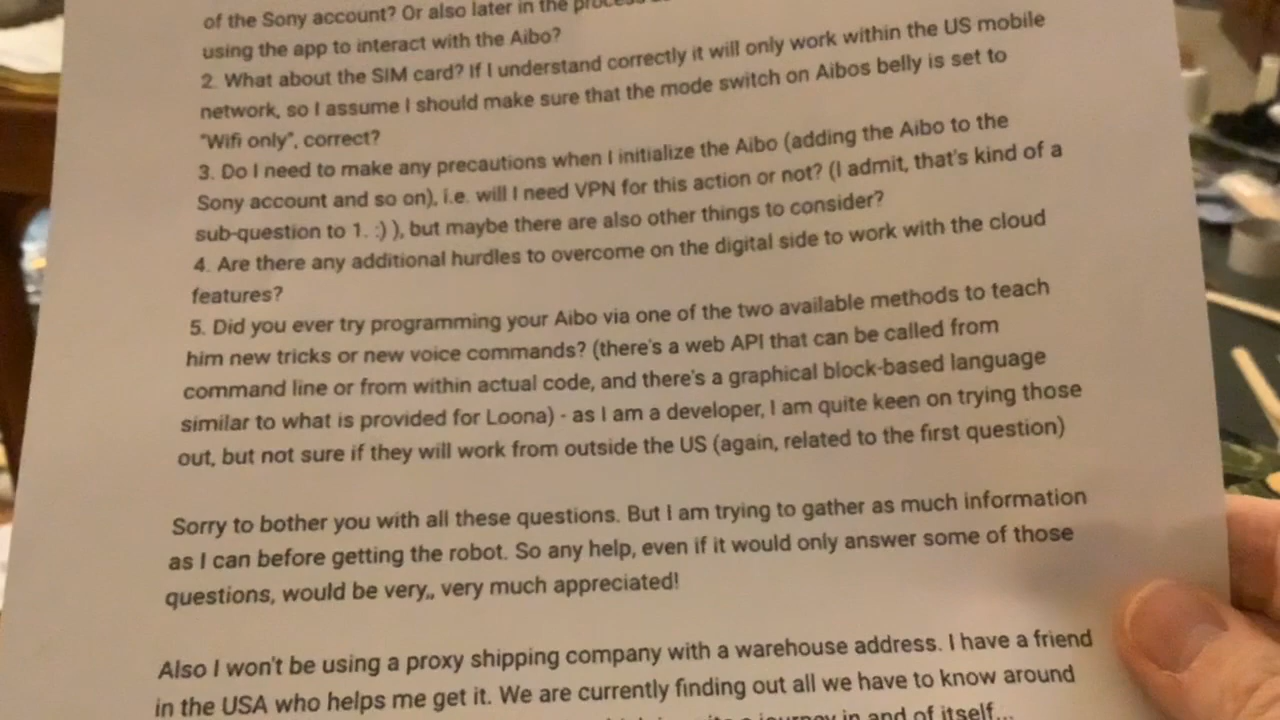 of the Sony account? Or also later in the process
using the app to interact with the Aibo?
2. What about the SIM card? If I understand correctly it will only work within the US mobile
network, so I assume I should make sure that the mode switch on Aibos belly is set to
"Wifi only", correct?
3. Do I need to make any precautions when I initialize the Aibo (adding the Aibo to the
Sony account and so on), i.e. will I need VPN for this action or not? (I admit, that's kind of a
sub-question to 1. :) ), but maybe there are also other things to consider?
4. Are there any additional hurdles to overcome on the digital side to work with the cloud
features?
5. Did you ever try programming your Aibo via one of the two available methods to teach
him new tricks or new voice commands? (there's a web API that can be called from
command line or from within actual code, and there's a graphical block-based language
similar to what is provided for Loona) - as I am a developer, I am quite keen on trying those
out, but not sure if they will work from outside the US (again, related to the first question)
Sorry to bother you with all these questions. But I am trying to gather as much information
as I can before getting the robot. So any help, even if it would only answer some of those
questions, would be very,, very much appreciated!
Also I won't be using a proxy shipping company with a warehouse address. I have a friend
in the USA who helps me get it. We are currently finding out all we have to know around
journey in and of itself...